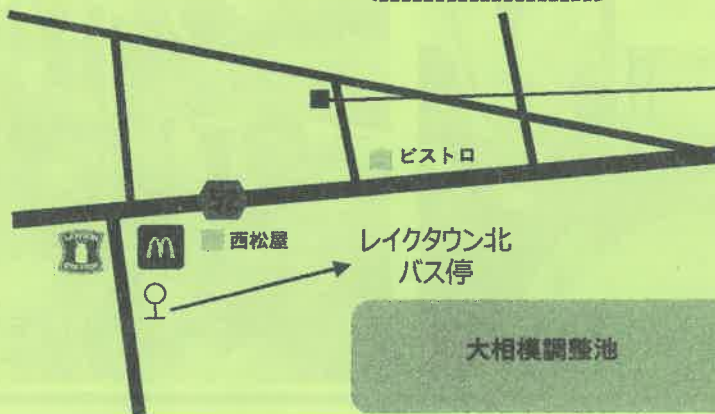 ビストロ
西松屋
レイクタウン北
バス停
大相模調整池